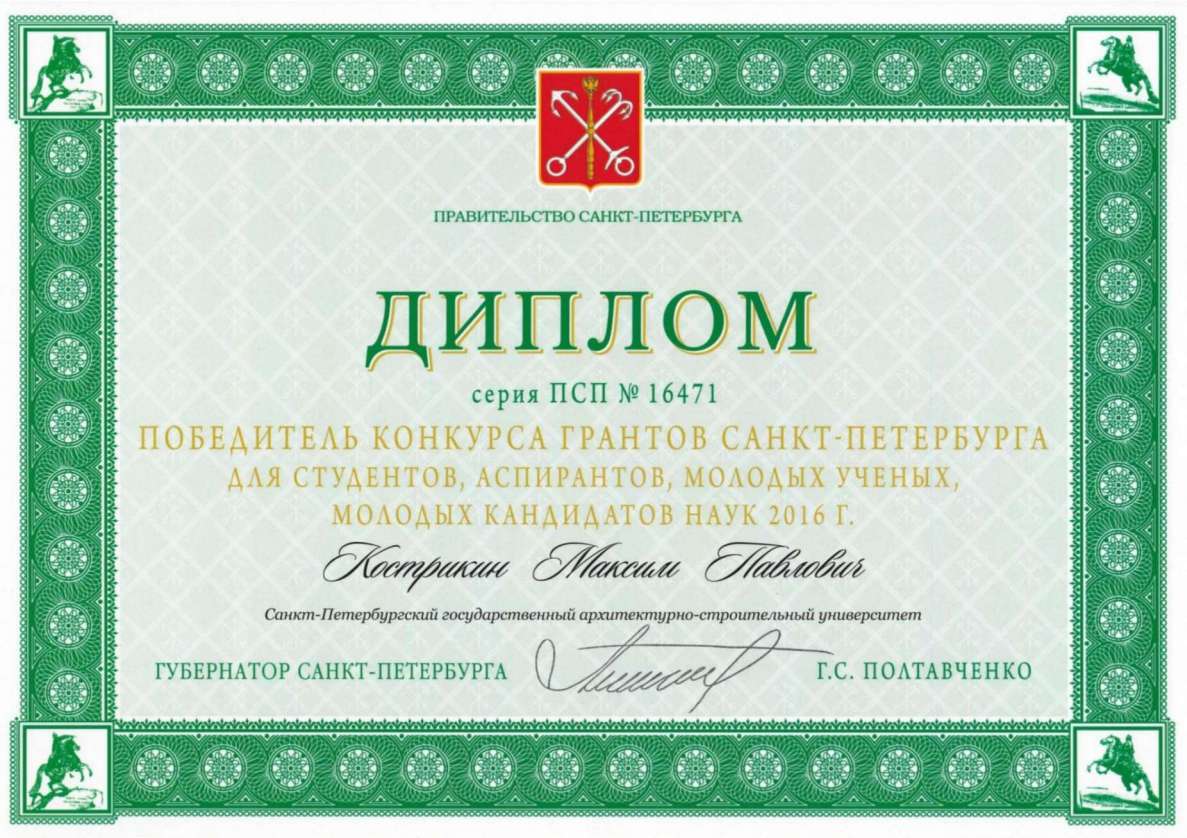 ПРАВИТЕЛЬСТВО САНКТ-ПЕТЕРБУРГА
ДИПЛОМ
серия ПСП № 16471
ПОБЕДИТЕЛЬ КОНКУРСА ГРАНТОВ САНКТ-ПЕТЕРБУРГА
ДЛЯ СТУДЕНТОВ, АСПИРАНТОВ, МОЛОДЫХ УЧЕНЫХ,
МОЛОДЫХ КАНДИДАТОВ НАУК 2016 Г.
Кострикин Максим Павлович
Санкт-Петербургский государственный архитектурно-строительный университет
ГУБЕРНАТОР САНКТ-ПЕТЕРБУРГА Г.С. ПОЛТАВЧЕНКО